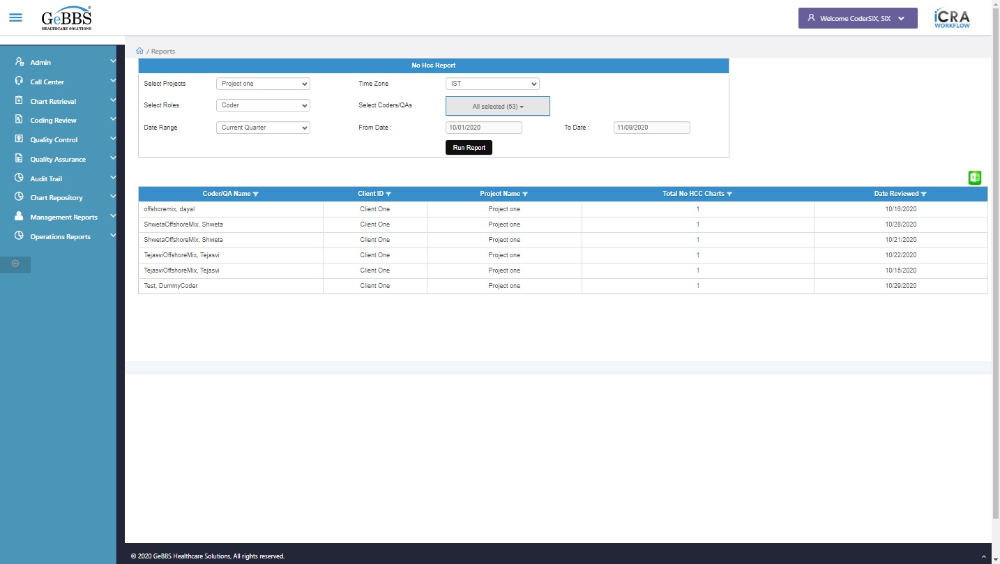 GeBBS
HEALTHCARE SOLUTIONS
Welcome CoderSIX, SIX
iCRA
WORKFLOW
Admin
Call Center
Chart Retrieval
Coding Review
Quality Control
Quality Assurance
Audit Trail
Chart Repository
Management Reports
Operations Reports
/ Reports
No Hcc Report
Select Projects Project one Time Zone IST
Select Roles Coder Select Coders/QAs All selected (53)
Date Range Current Quarter From Date : 10/01/2020 To Date : 11/09/2020
Run Report
Coder/QA Name Client ID Project Name Total No HCC Charts Date Reviewed
offshoremix, dayal Client One Project one 1 10/16/2020
ShwetaOffshoreMix, Shweta Client One Project one 1 10/28/2020
ShwetaOffshoreMix, Shweta Client One Project one 1 10/21/2020
TejasviOffshoreMix, Tejasvi Client One Project one 1 10/22/2020
TejasviOffshoreMix, Tejasvi Client One Project one 1 10/15/2020
Test, DummyCoder Client One Project one 1 10/29/2020
© 2020 GeBBS Healthcare Solutions, All rights reserved.